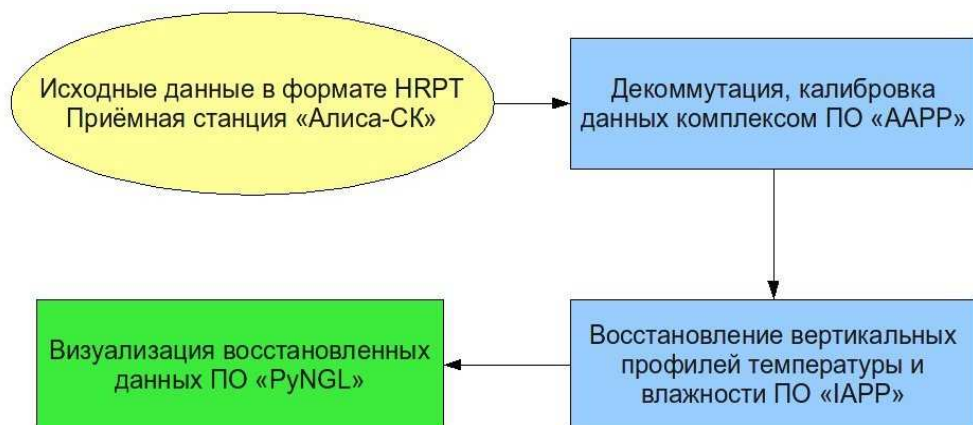 Исходные данные в формате HRPT
Приёмная станция «Алиса-СК»
Декоммутация, калибровка
данных комплексом ПО «AAPP»
Восстановление вертикальных
профилей температуры и
влажности ПО «IAPP»
Визуализация восстановленных
данных ПО «PyNGL»